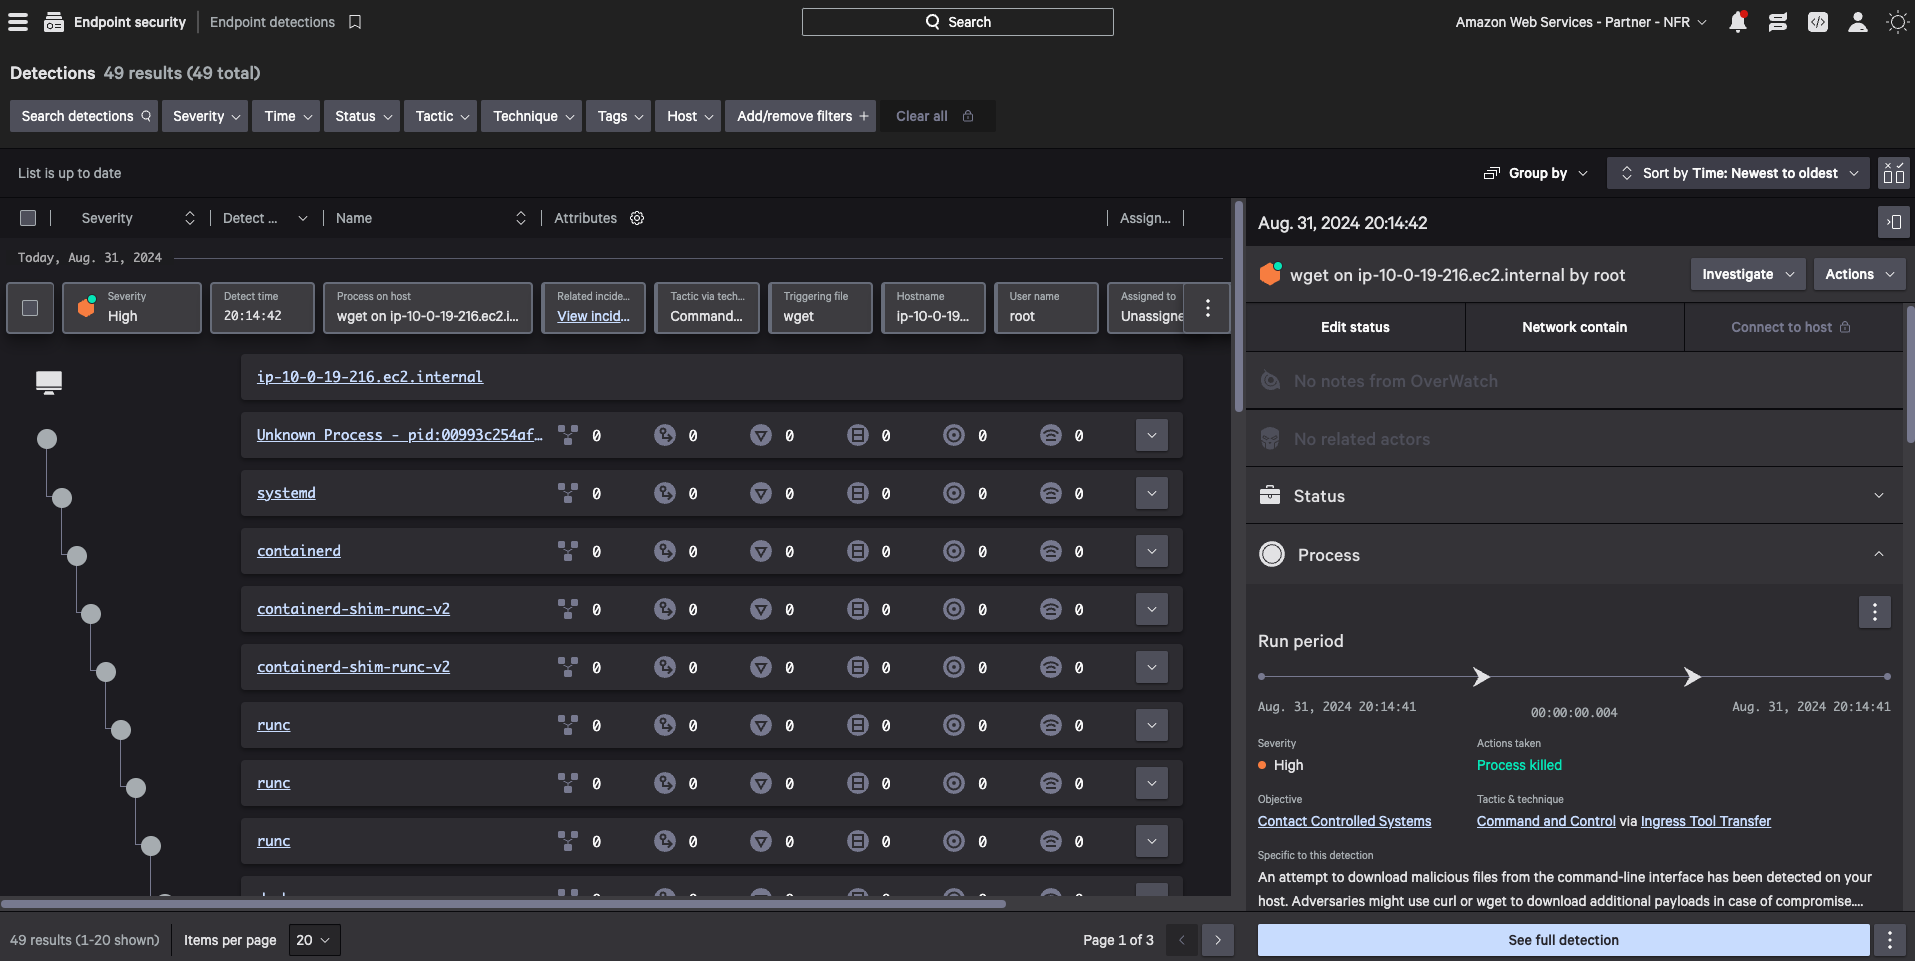 Endpoint security
Endpoint detections
Search
Amazon Web Services - Partner - NFR
Detections 49 results (49 total)
Search detections
Severity
Time
Status
Tactic
Technique
Tags
Host
Add/remove filters +
Clear all
List is up to date
Group by
Sort by Time: Newest to oldest
Severity
Detect ...
Name
Attributes
Assign...
Today, Aug. 31, 2024
Severity
High
Detect time
20:14:42
Process on host
wget on ip-10-0-19-216.ec2.i...
Related incide...
View incid...
Tactic via tech...
Command...
Triggering file
wget
Hostname
ip-10-0-19...
User name
root
Assigned to
Unassigne
ip-10-0-19-216.ec2.internal
Unknown Process - pid:00993c254af… 0 0 0 0 0 0
systemd 0 0 0 0 0 0
containerd 0 0 0 0 0 0
containerd-shim-runc-v2 0 0 0 0 0 0
containerd-shim-runc-v2 0 0 0 0 0 0
runc 0 0 0 0 0 0
runc 0 0 0 0 0 0
runc 0 0 0 0 0 0
49 results (1-20 shown)
Items per page
20
Page 1 of 3
Aug. 31, 2024 20:14:42
wget on ip-10-0-19-216.ec2.internal by root
Investigate
Actions
Edit status
Network contain
Connect to host
No notes from OverWatch
No related actors
Status
Process
Run period
Aug. 31, 2024 20:14:41
00:00:00.004
Aug. 31, 2024 20:14:41
Severity
High
Actions taken
Process killed
Objective
Contact Controlled Systems
Tactic & technique
Command and Control via Ingress Tool Transfer
Specific to this detection
An attempt to download malicious files from the command-line interface has been detected on your
host. Adversaries might use curl or wget to download additional payloads in case of compromise....
See full detection